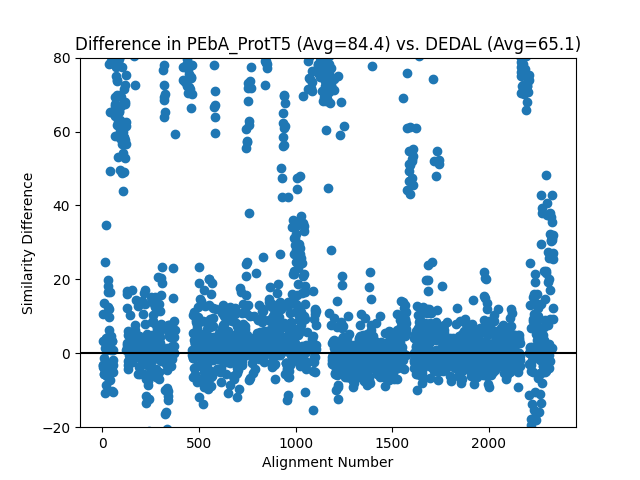 Difference in PEbA_ProtT5 (Avg=84.4) vs. DEDAL (Avg=65.1)
80
60
40
20
0
−20
Similarity Difference
0 500 1000 1500 2000
Alignment Number